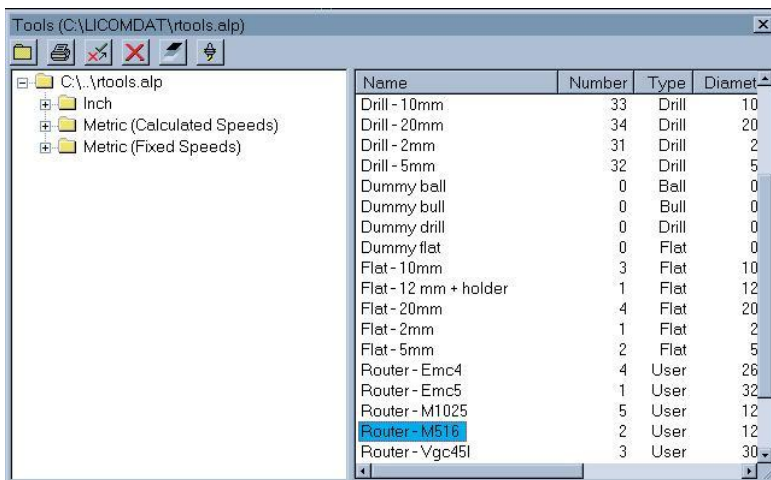 Tools (C:\LICOMDAT\rtools.alp)
C:\..\rtools.alp
Inch
Metric (Calculated Speeds)
Metric (Fixed Speeds)
Name Number Type Diamet
Drill - 10mm 33 Drill 10
Drill - 20mm 34 Drill 20
Drill - 2mm 31 Drill 2
Drill - 5mm 32 Drill 5
Dummy ball 0 Ball 0
Dummy bull 0 Bull 0
Dummy drill 0 Drill 0
Dummy flat 0 Flat 0
Flat - 10mm 3 Flat 10
Flat - 12 mm + holder 1 Flat 12
Flat - 20mm 4 Flat 20
Flat - 2mm 1 Flat 2
Flat - 5mm 2 Flat 5
Router - Emc4 4 User 26
Router - Emc5 1 User 32
Router - M1025 5 User 12
Router - M516 2 User 12
Router - Vgc45l 3 User 30